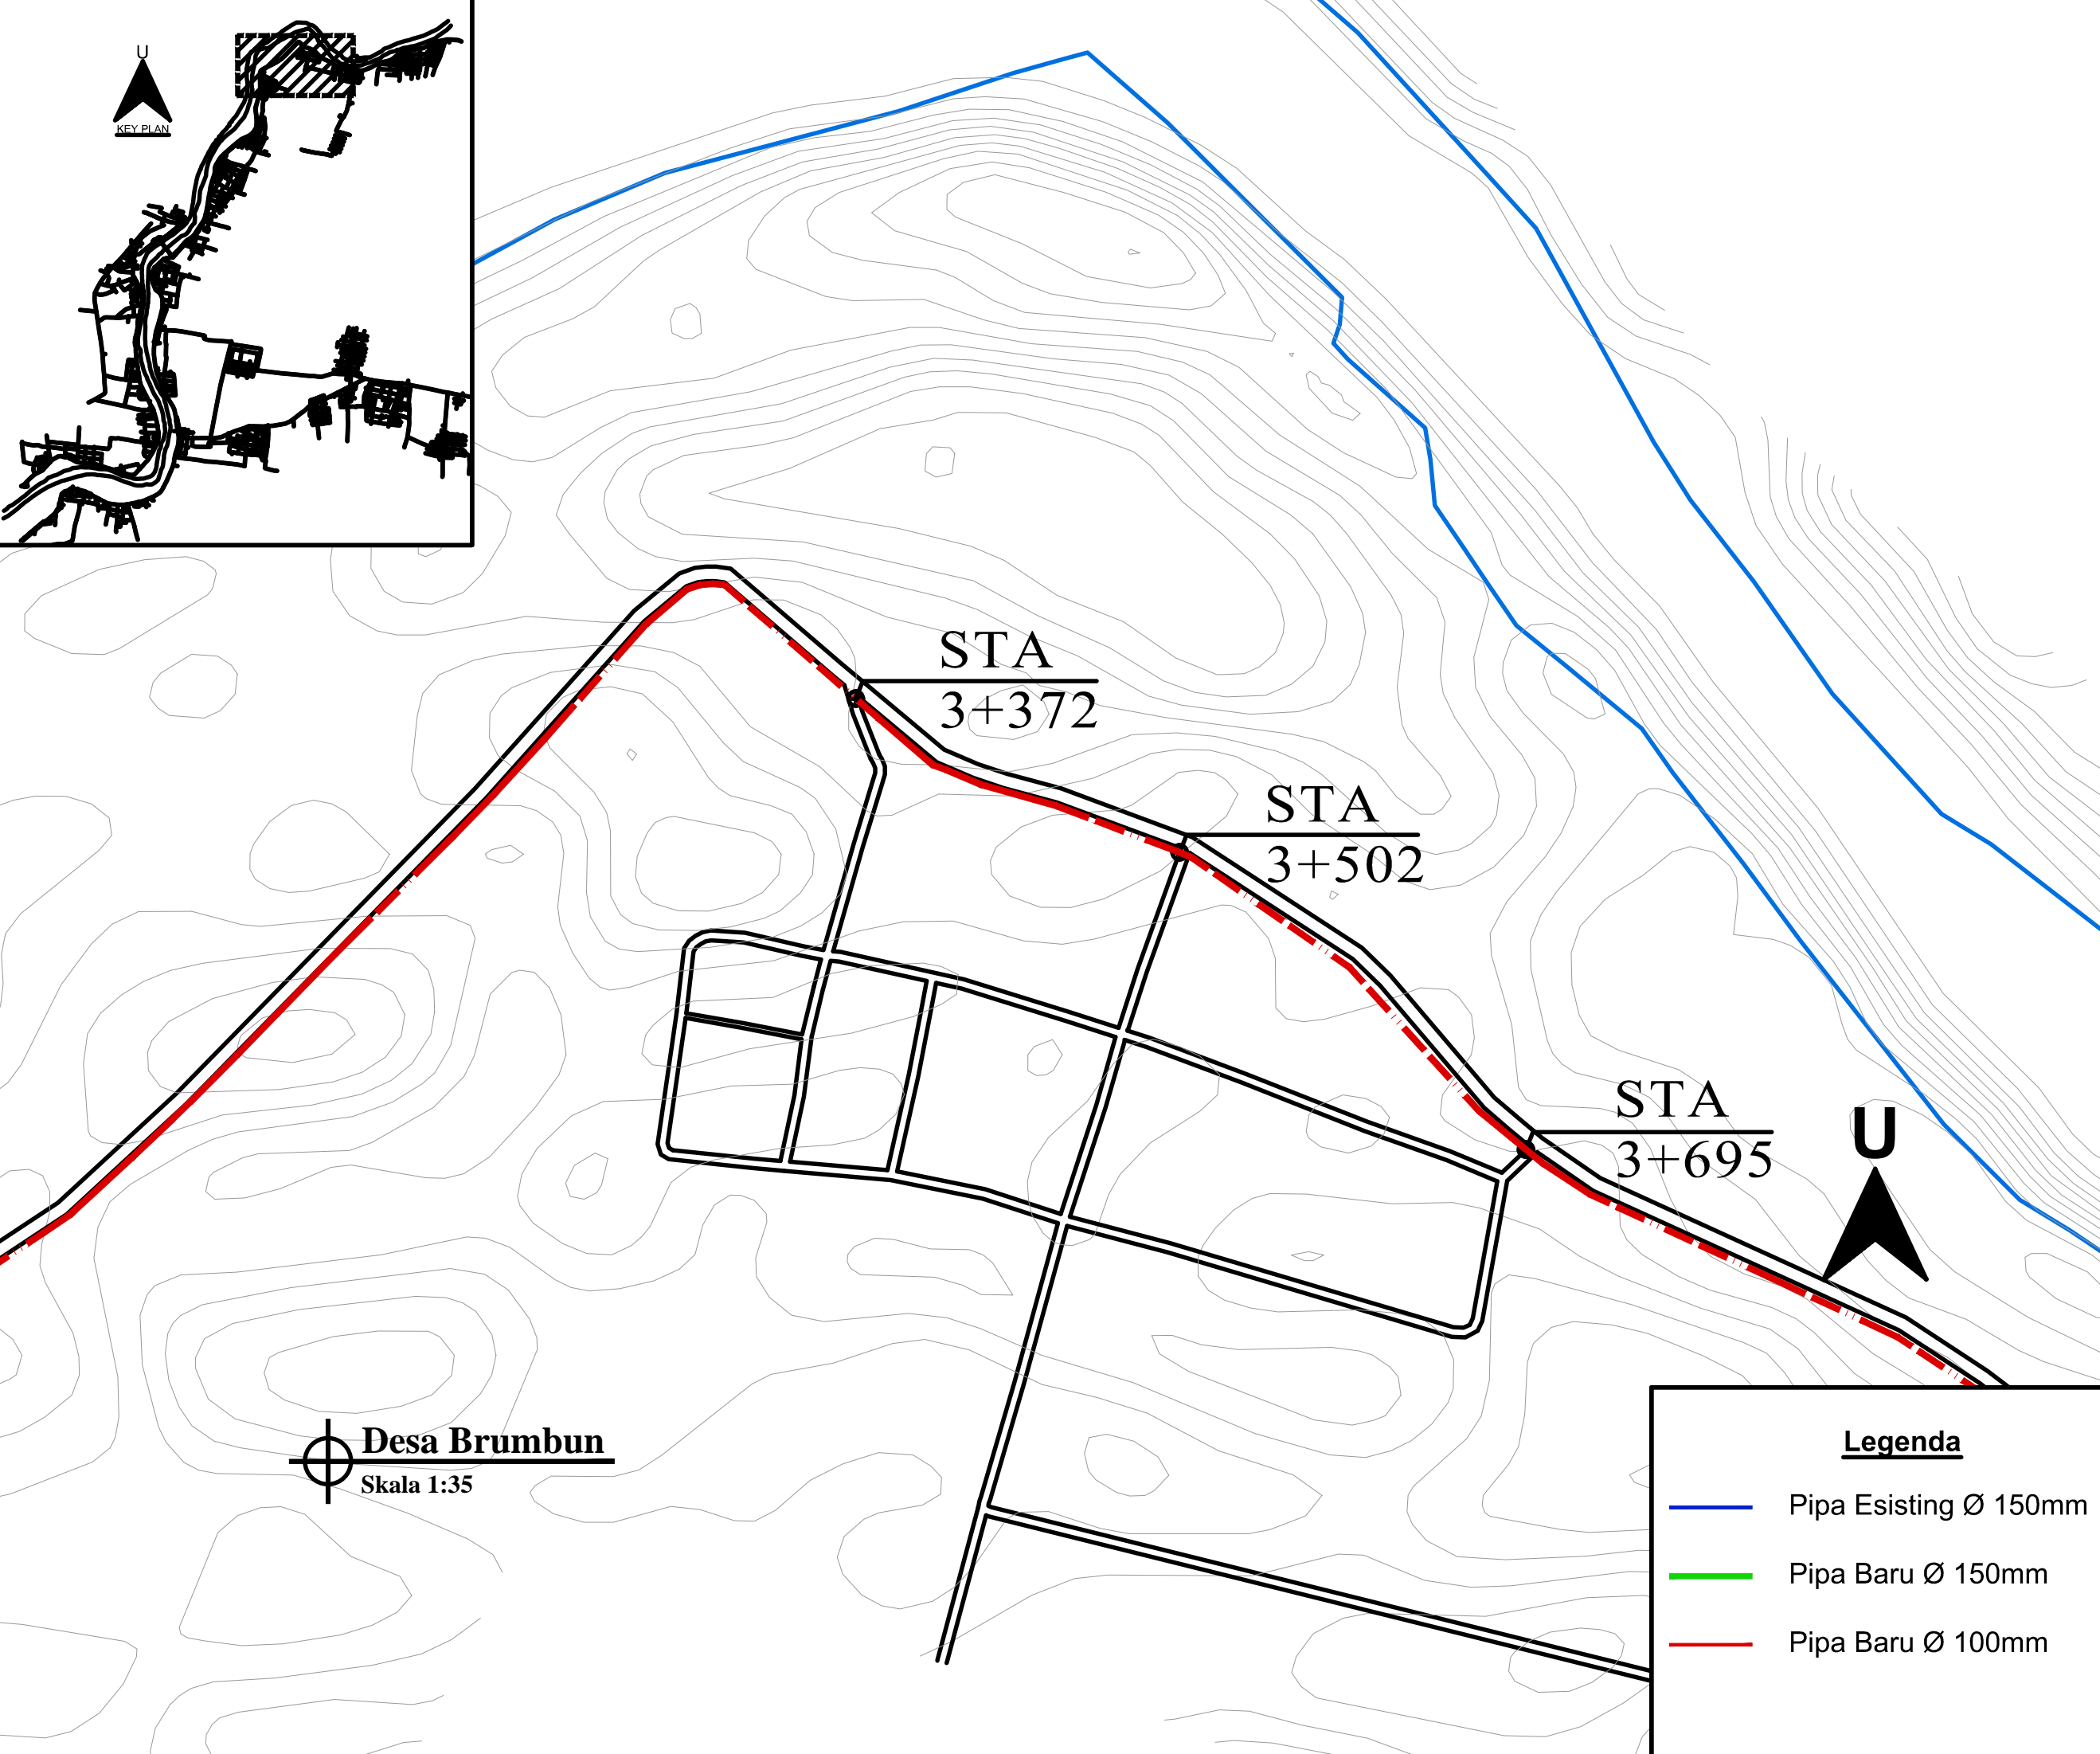 U
KEY PLAN
STA
3+372
STA
3+502
STA
3+695
U
Desa Brumbun
Skala 1:35
Legenda
Pipa Esisting Ø 150mm
Pipa Baru Ø 150mm
Pipa Baru Ø 100mm